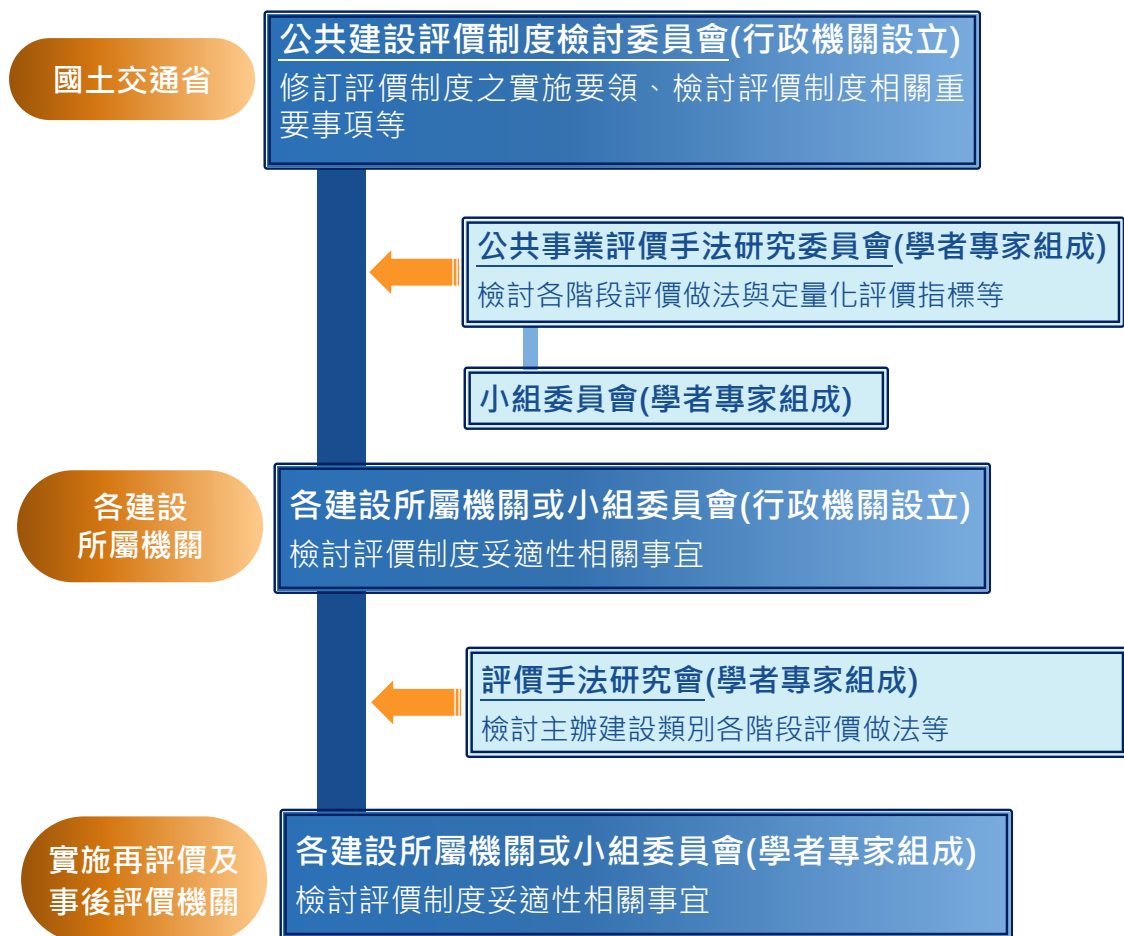 國土交通省
公共建設評價制度檢討委員會(行政機關設立)
修訂評價制度之實施要領、檢討評價制度相關重
要事項等
公共事業評價手法研究委員會(學者專家組成)
檢討各階段評價做法與定量化評價指標等
小組委員會(學者專家組成)
各建設
所屬機關
各建設所屬機關或小組委員會(行政機關設立)
檢討評價制度妥適性相關事宜
評價手法研究會(學者專家組成)
檢討主辦建設類別各階段評價做法等
實施再評價及
事後評價機關
各建設所屬機關或小組委員會(學者專家組成)
檢討評價制度妥適性相關事宜